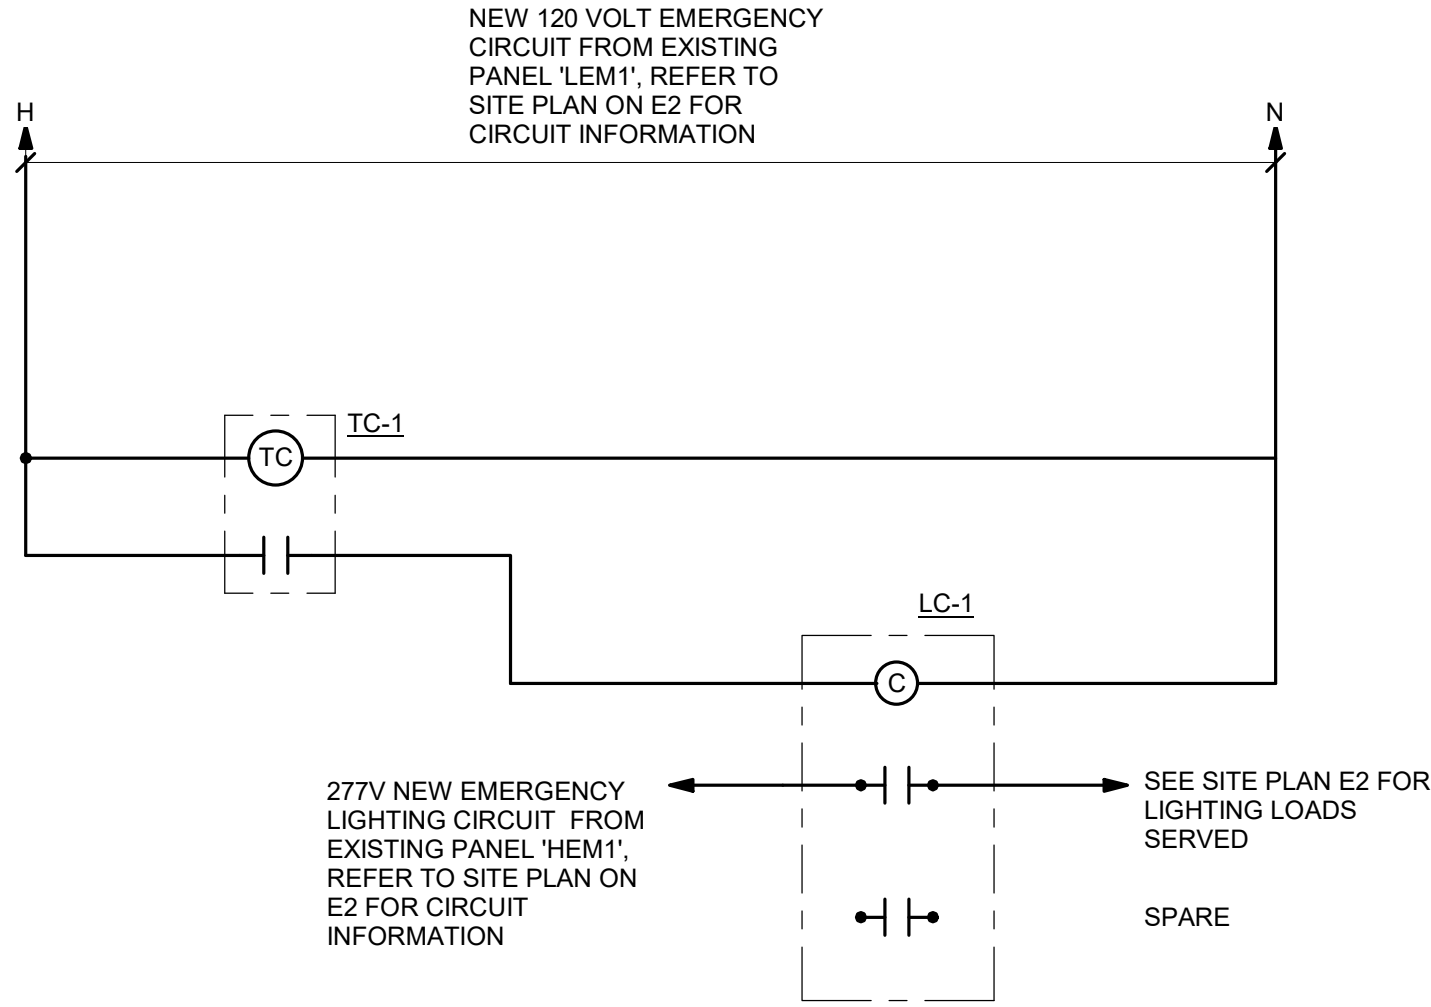 NEW 120 VOLT EMERGENCY
CIRCUIT FROM EXISTING
PANEL 'LEM1', REFER TO
SITE PLAN ON E2 FOR
CIRCUIT INFORMATION
H
N
TC-1
TC
LC-1
C
277V NEW EMERGENCY
LIGHTING CIRCUIT FROM
EXISTING PANEL 'HEM1',
REFER TO SITE PLAN ON
E2 FOR CIRCUIT
INFORMATION
SEE SITE PLAN E2 FOR
LIGHTING LOADS
SERVED
SPARE